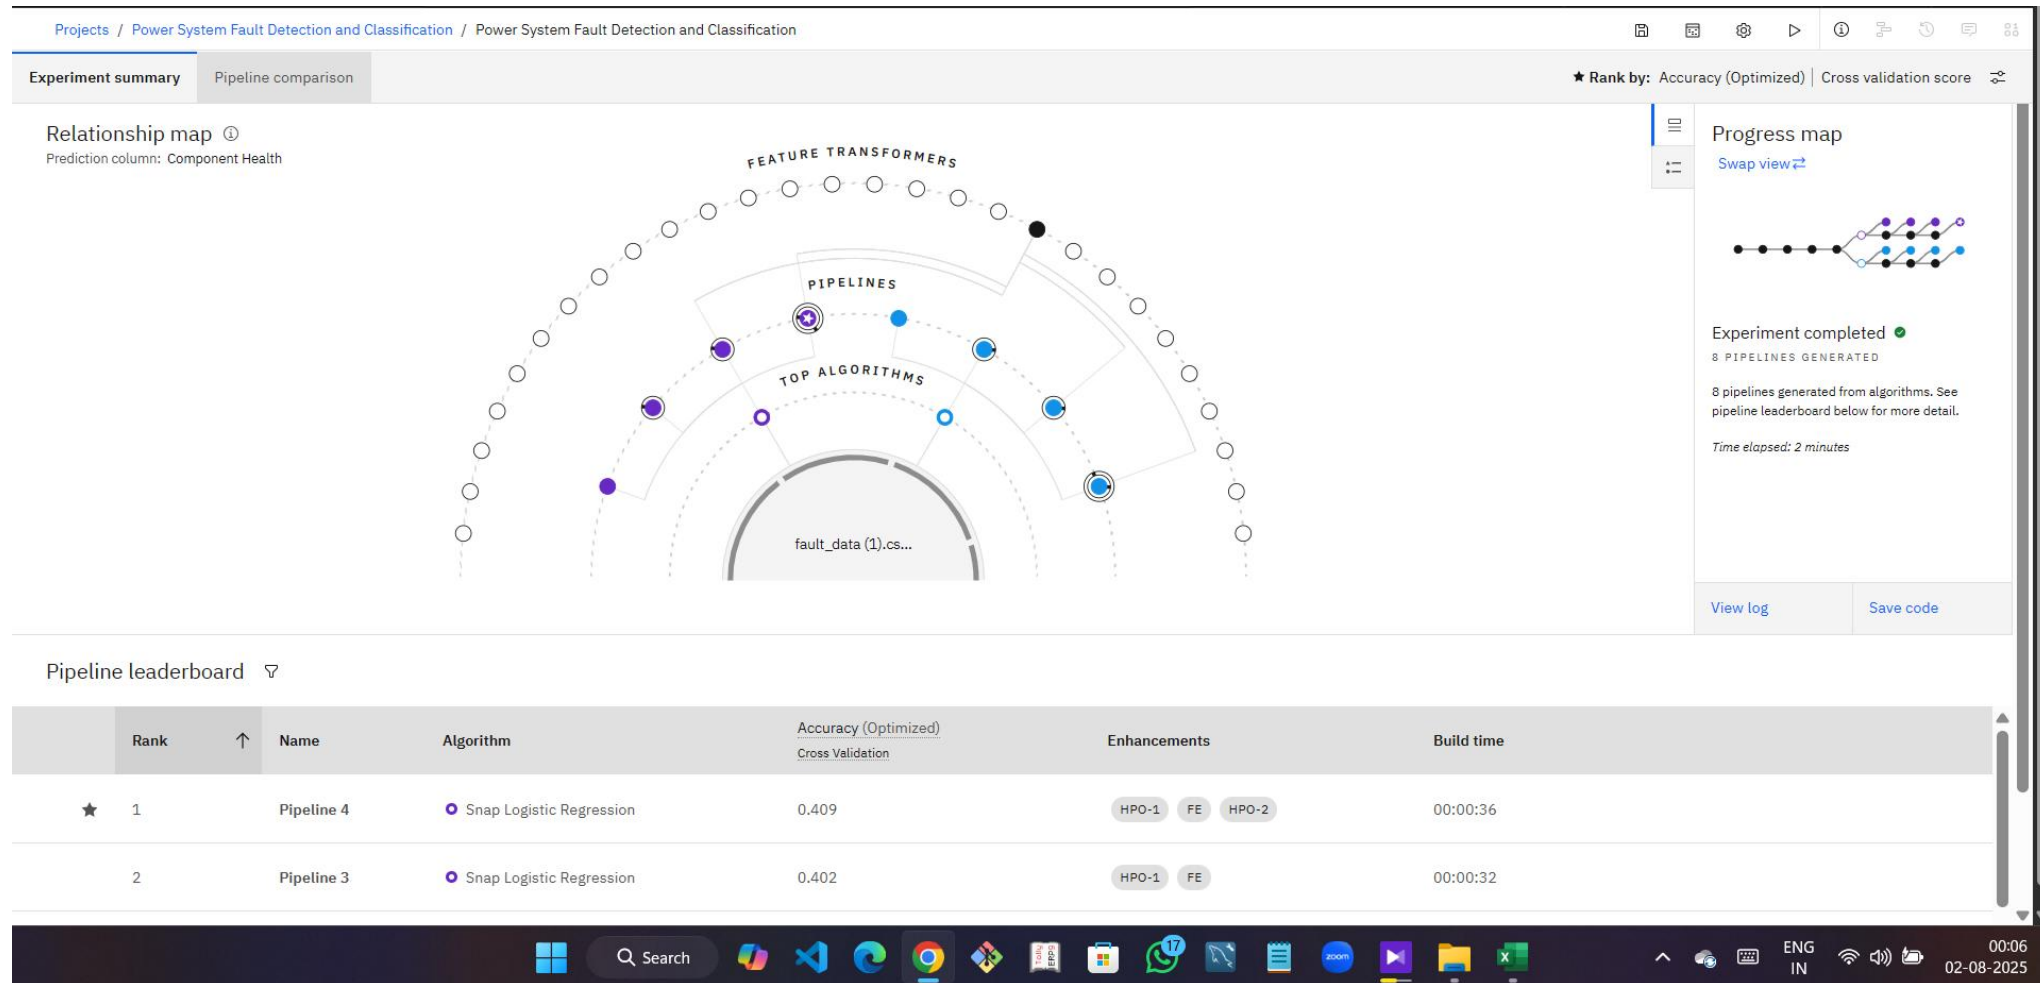 Projects / Power System Fault Detection and Classification / Power System Fault Detection and Classification
Experiment summary
Pipeline comparison
Rank by: Accuracy (Optimized) | Cross validation score
Relationship map
Prediction column: Component Health
FEATURE TRANSFORMERS
PIPELINES
TOP ALGORITHMS
fault_data (1).cs...
Progress map
Swap view
Experiment completed
8 PIPELINES GENERATED
8 pipelines generated from algorithms. See
pipeline leaderboard below for more detail.
Time elapsed: 2 minutes
View log
Save code
Pipeline leaderboard
Rank Name Algorithm Accuracy (Optimized) Enhancements Build time
Cross Validation
1 Pipeline 4 Snap Logistic Regression 0.409 HPO-1 FE HPO-2 00:00:36
2 Pipeline 3 Snap Logistic Regression 0.402 HPO-1 FE 00:00:32
Search
Tally
ERP9
17
zoom
ENG
IN
00:06
02-08-2025